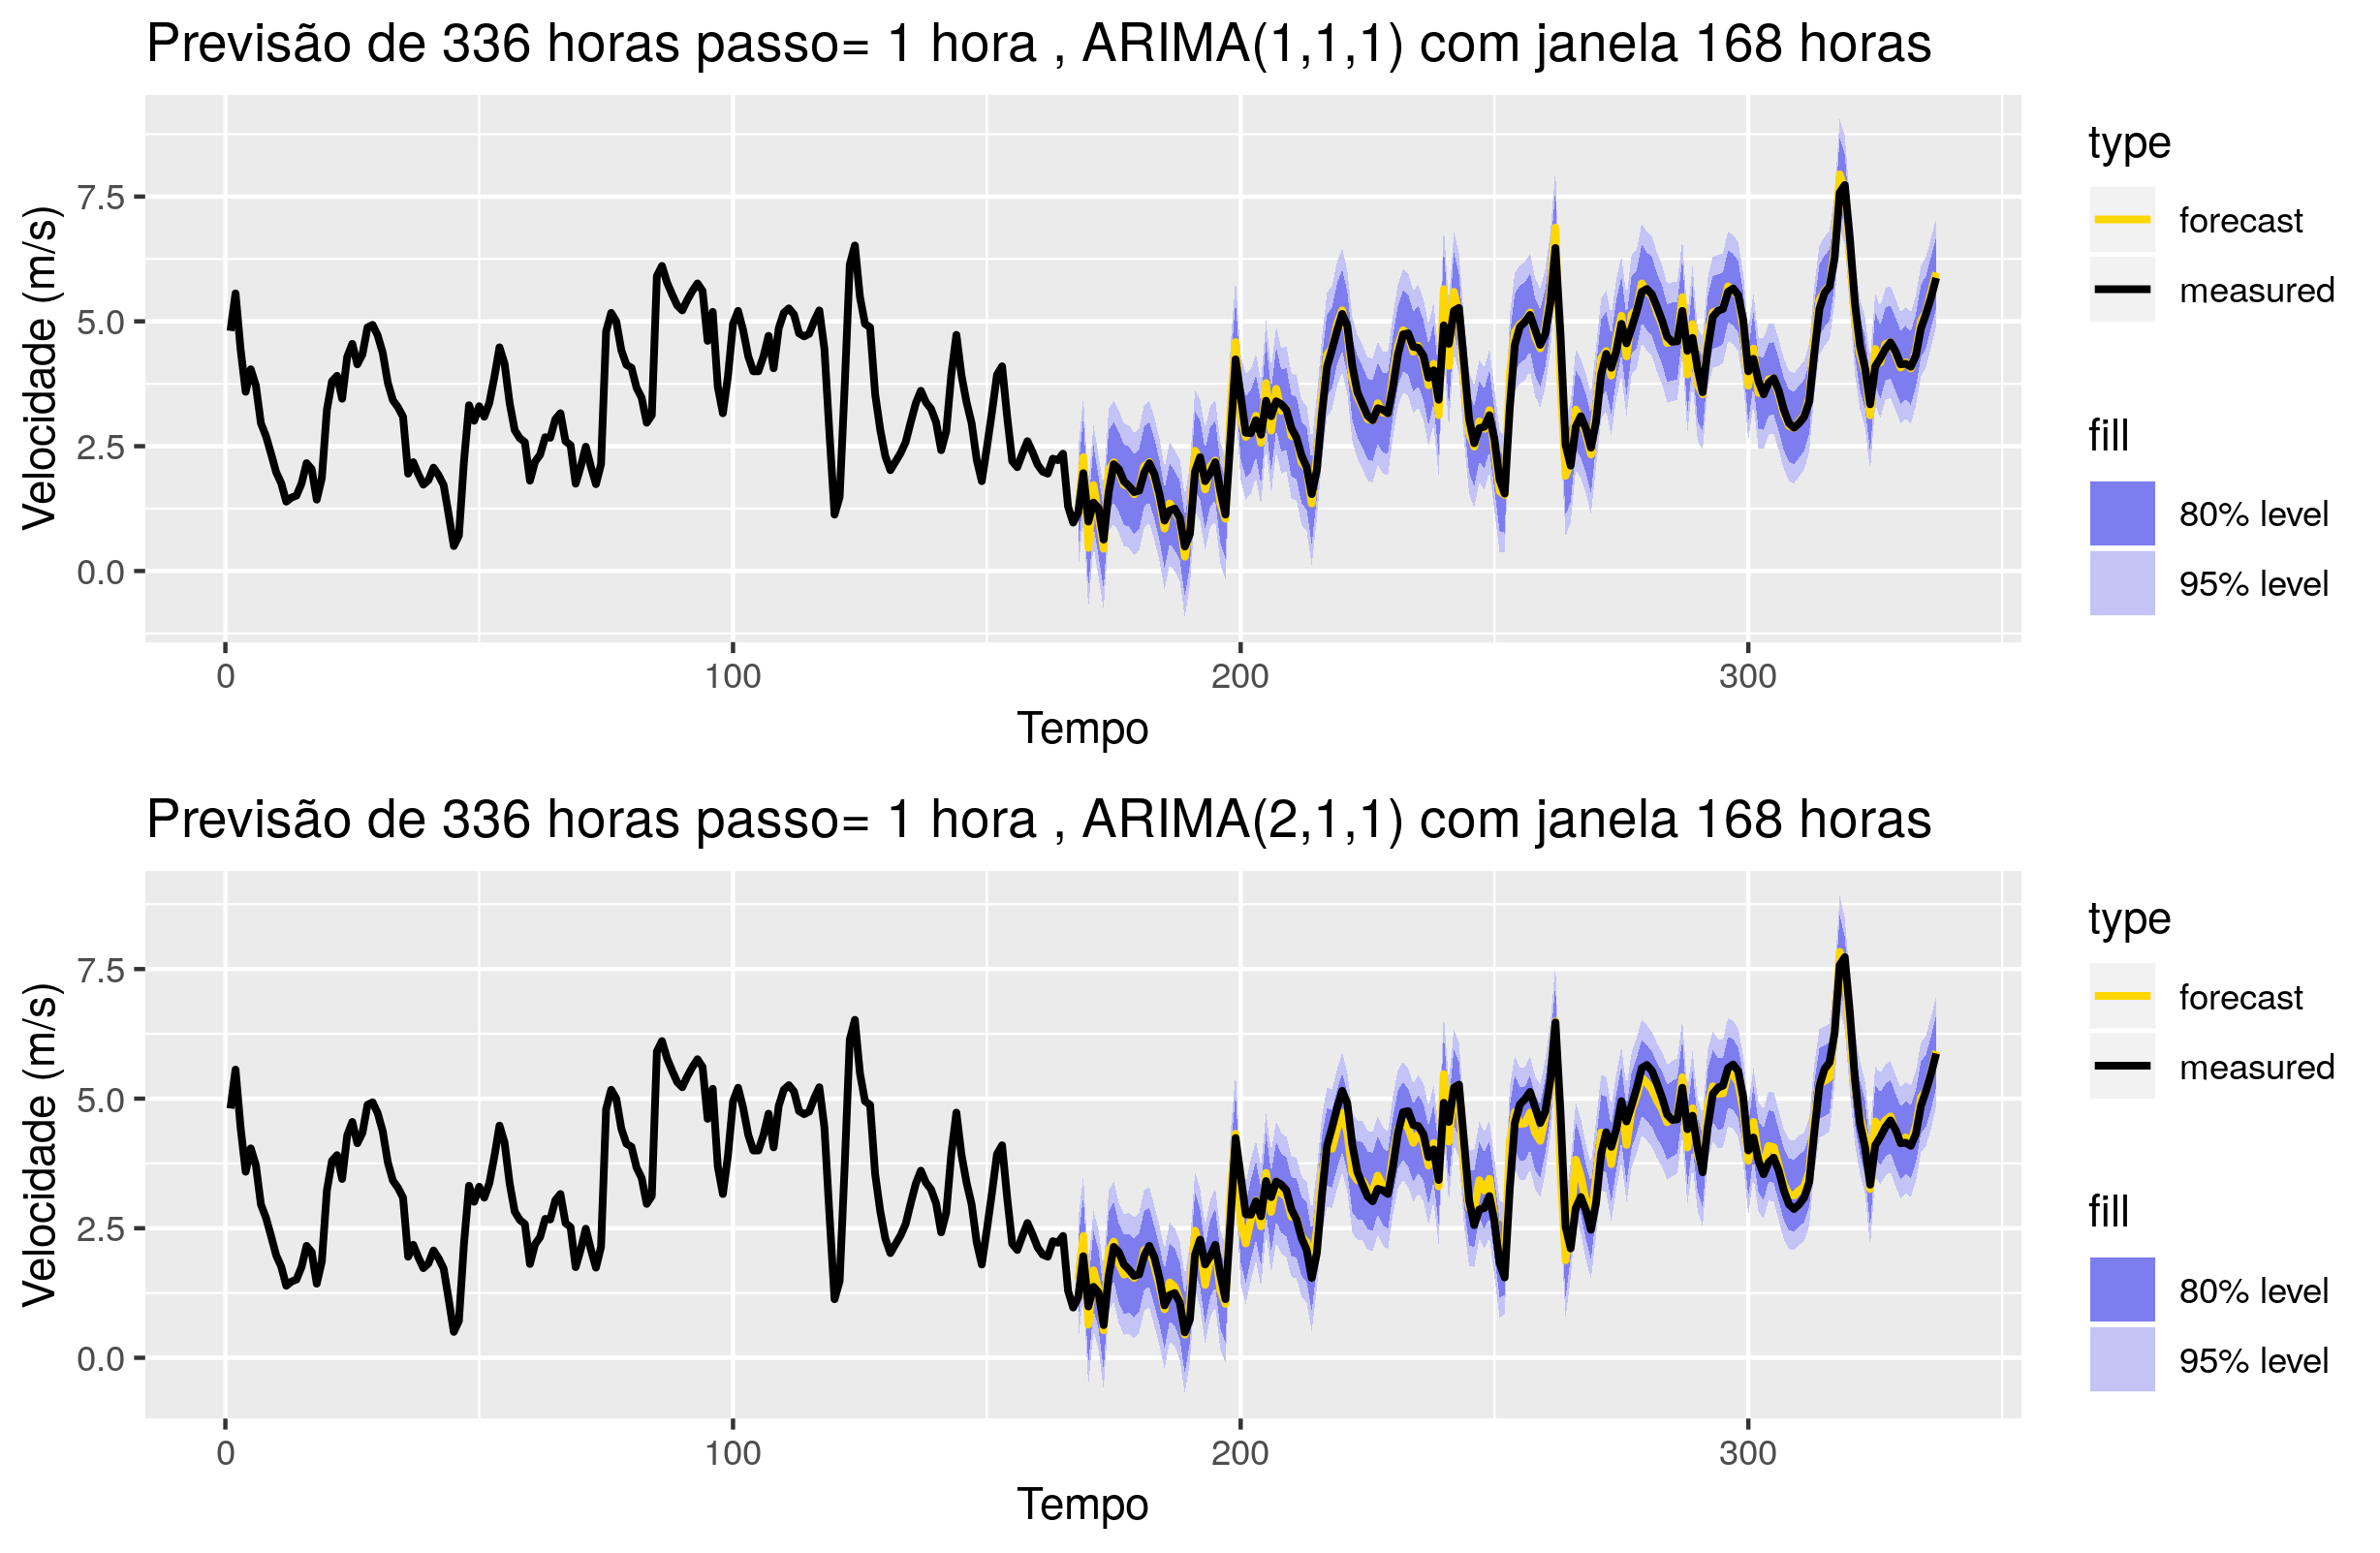 Previsão de 336 horas passo= 1 hora , ARIMA(1,1,1) com janela 168 horas
Velocidade (m/s)
7.5
5.0
2.5
0.0
0 100 200 300
Tempo
type
forecast
measured
fill
80% level
95% level
Previsão de 336 horas passo= 1 hora , ARIMA(2,1,1) com janela 168 horas
Velocidade (m/s)
7.5
5.0
2.5
0.0
0 100 200 300
Tempo
type
forecast
measured
fill
80% level
95% level